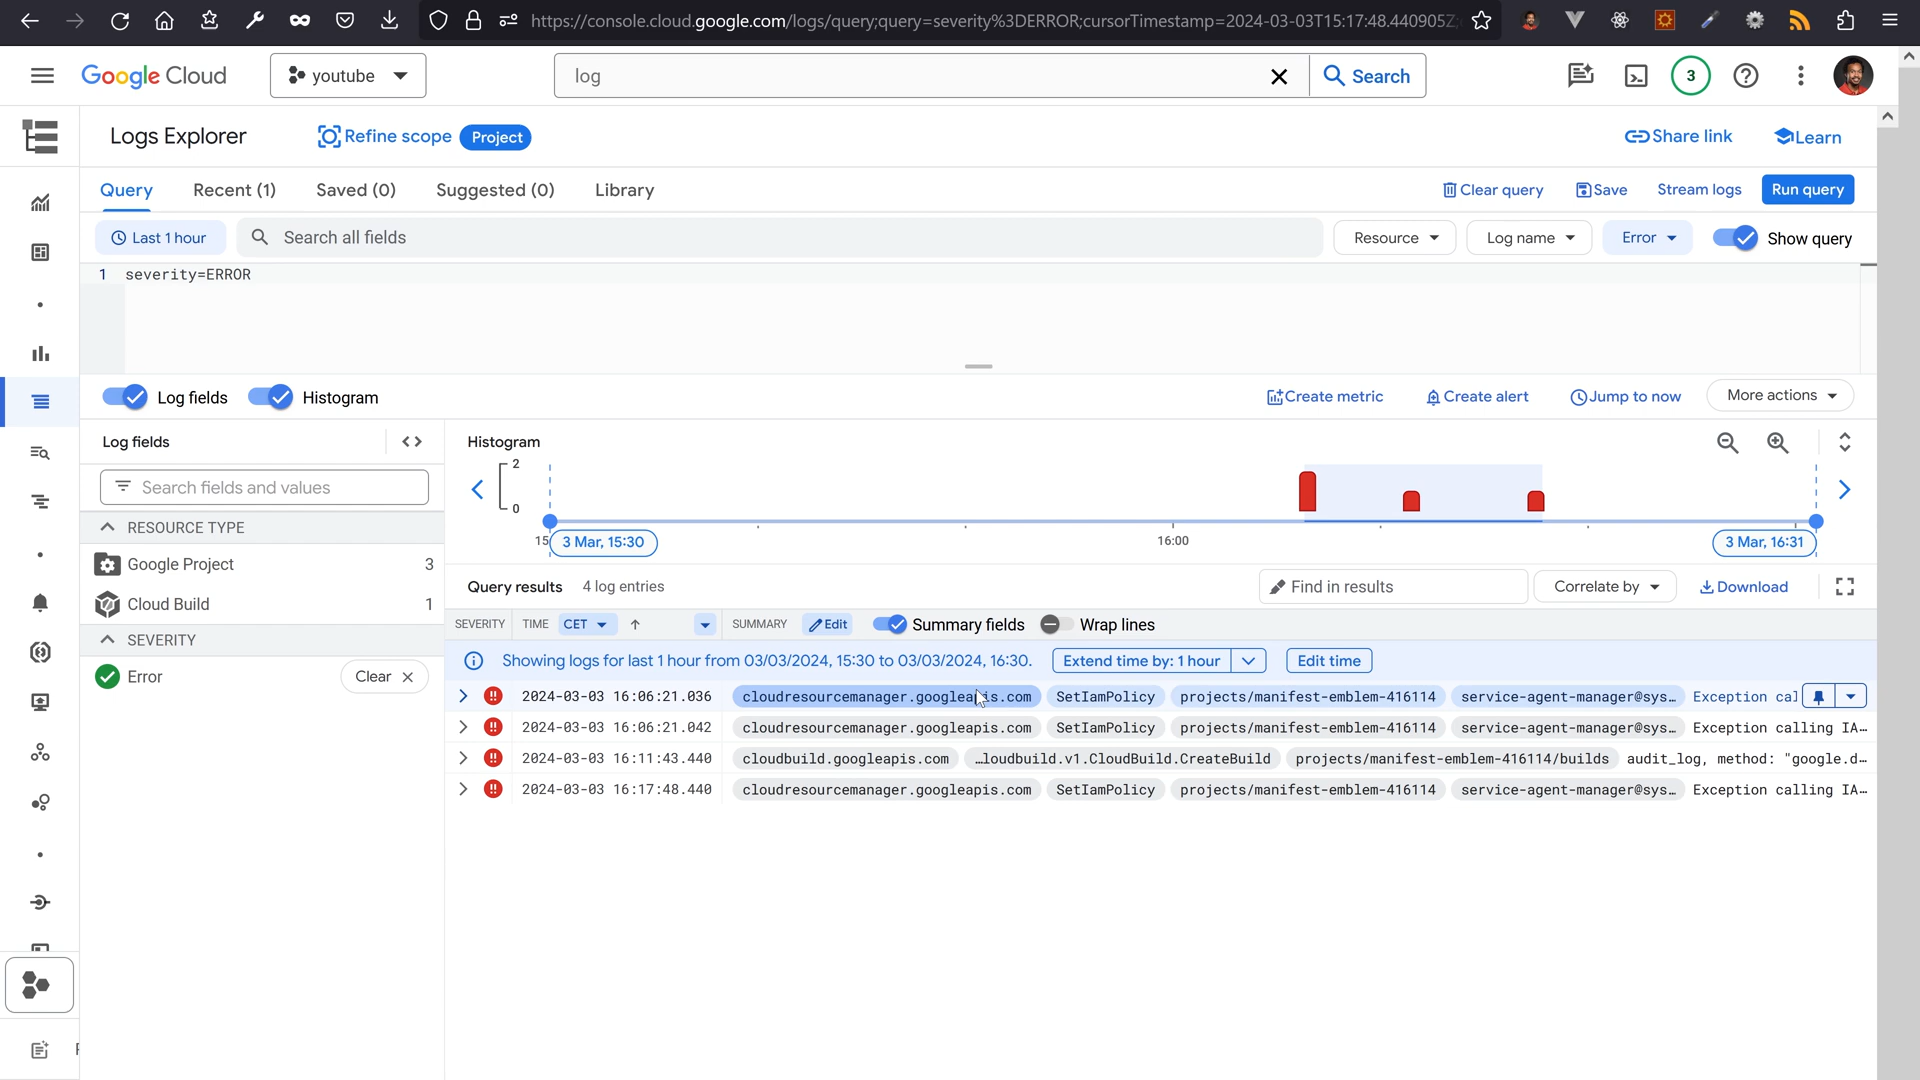 https://console.cloud.google.com/logs/query;query=severity%3DERROR;cursorTimestamp=2024-03-03T15:17:48.440905Z;
Google Cloud youtube log Search 3
Logs Explorer Refine scope Project Share link Learn
Query Recent (1) Saved (0) Suggested (0) Library Clear query Save Stream logs Run query
Last 1 hour Search all fields Resource Log name Error Show query
1 severity=ERROR
Log fields Histogram Create metric Create alert Jump to now More actions
Log fields
Search fields and values
RESOURCE TYPE
Google Project 3
Cloud Build 1
SEVERITY
Error Clear
Histogram
2
0
15 3 Mar, 15:30 16:00 3 Mar, 16:31
Query results 4 log entries Find in results Correlate by Download
SEVERITY TIME CET SUMMARY Edit Summary fields Wrap lines
Showing logs for last 1 hour from 03/03/2024, 15:30 to 03/03/2024, 16:30. Extend time by: 1 hour Edit time
2024-03-03 16:06:21.036 cloudresourcemanager.googleapis.com SetIamPolicy projects/manifest-emblem-416114 service-agent-manager@sys… Exception cal
2024-03-03 16:06:21.042 cloudresourcemanager.googleapis.com SetIamPolicy projects/manifest-emblem-416114 service-agent-manager@sys… Exception calling IA…
2024-03-03 16:11:43.440 cloudbuild.googleapis.com …loudbuild.v1.CloudBuild.CreateBuild projects/manifest-emblem-416114/builds audit_log, method: "google.d…
2024-03-03 16:17:48.440 cloudresourcemanager.googleapis.com SetIamPolicy projects/manifest-emblem-416114 service-agent-manager@sys… Exception calling IA…